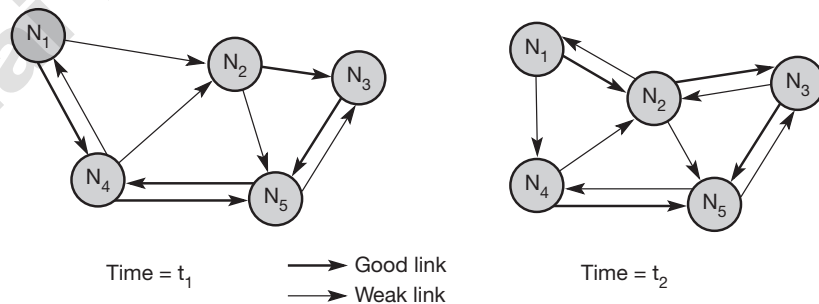 N₁
N₂
N₃
N₄
N₅
Time = t₁
N₁
N₂
N₃
N₄
N₅
Time = t₂
Good link
Weak link